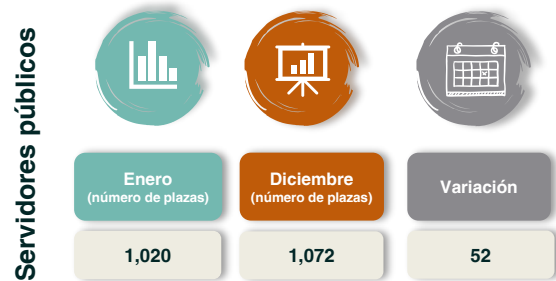 Servidores públicos
Enero
(número de plazas)
Diciembre
(número de plazas)
Variación
1,020
1,072
52